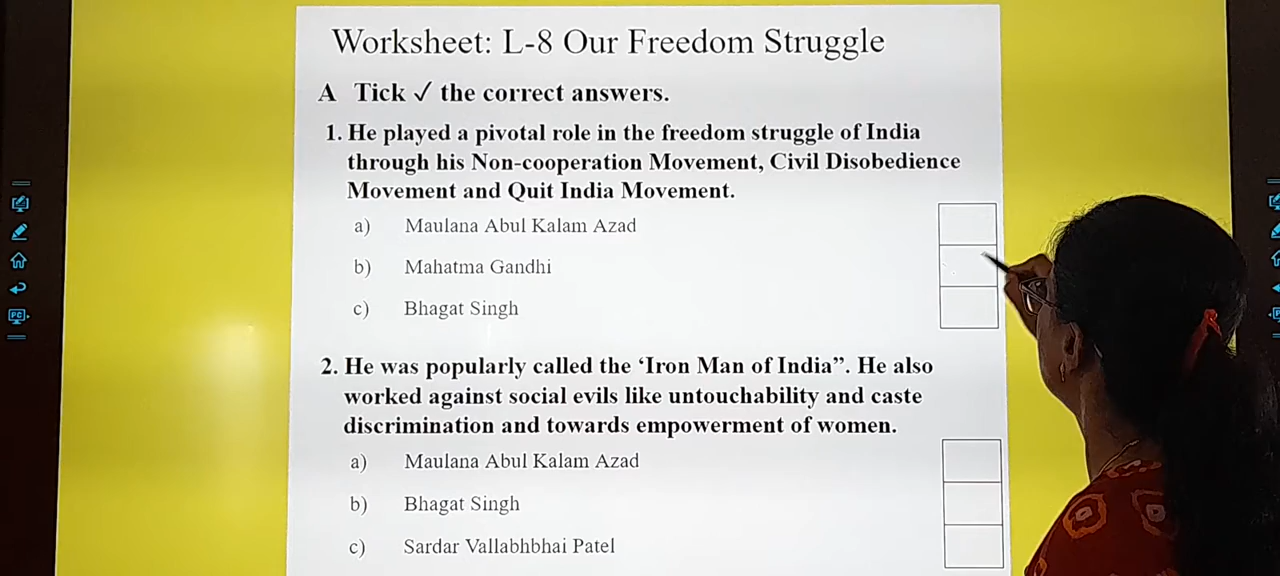 Worksheet: L-8 Our Freedom Struggle
A Tick ✓ the correct answers.
1. He played a pivotal role in the freedom struggle of India
through his Non-cooperation Movement, Civil Disobedience
Movement and Quit India Movement.
a) Maulana Abul Kalam Azad
b) Mahatma Gandhi
c) Bhagat Singh
2. He was popularly called the ‘Iron Man of India”. He also
worked against social evils like untouchability and caste
discrimination and towards empowerment of women.
a) Maulana Abul Kalam Azad
b) Bhagat Singh
c) Sardar Vallabhbhai Patel
PC